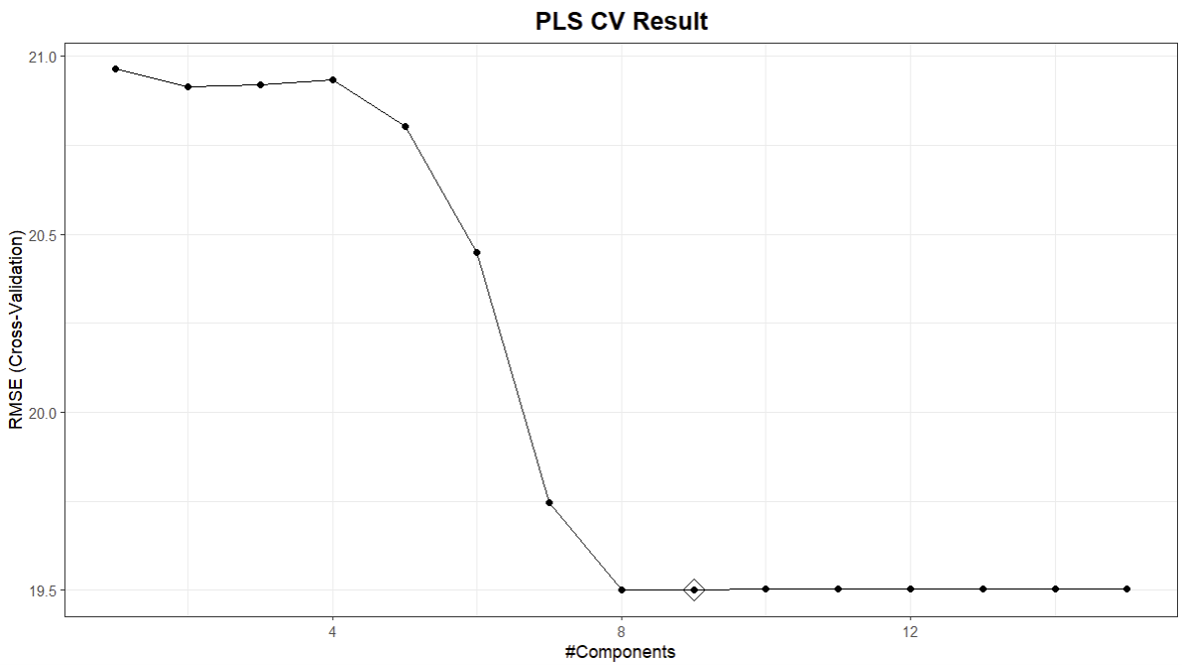 PLS CV Result
RMSE (Cross-Validation)
21.0
20.5
20.0
19.5
4
8
12
#Components